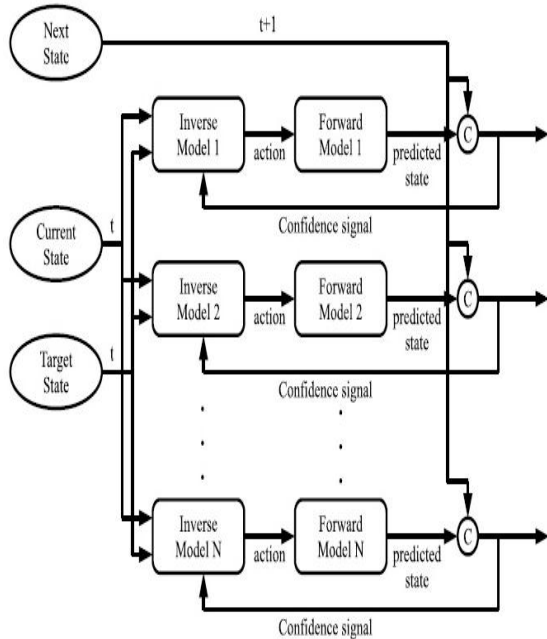 Next
State
t+1
Inverse
Model 1
action
Forward
Model 1
predicted
state
C
Confidence signal
Current
State
t
Inverse
Model 2
action
Forward
Model 2
predicted
state
C
Confidence signal
Target
State
t
Inverse
Model N
action
Forward
Model N
predicted
state
C
Confidence signal